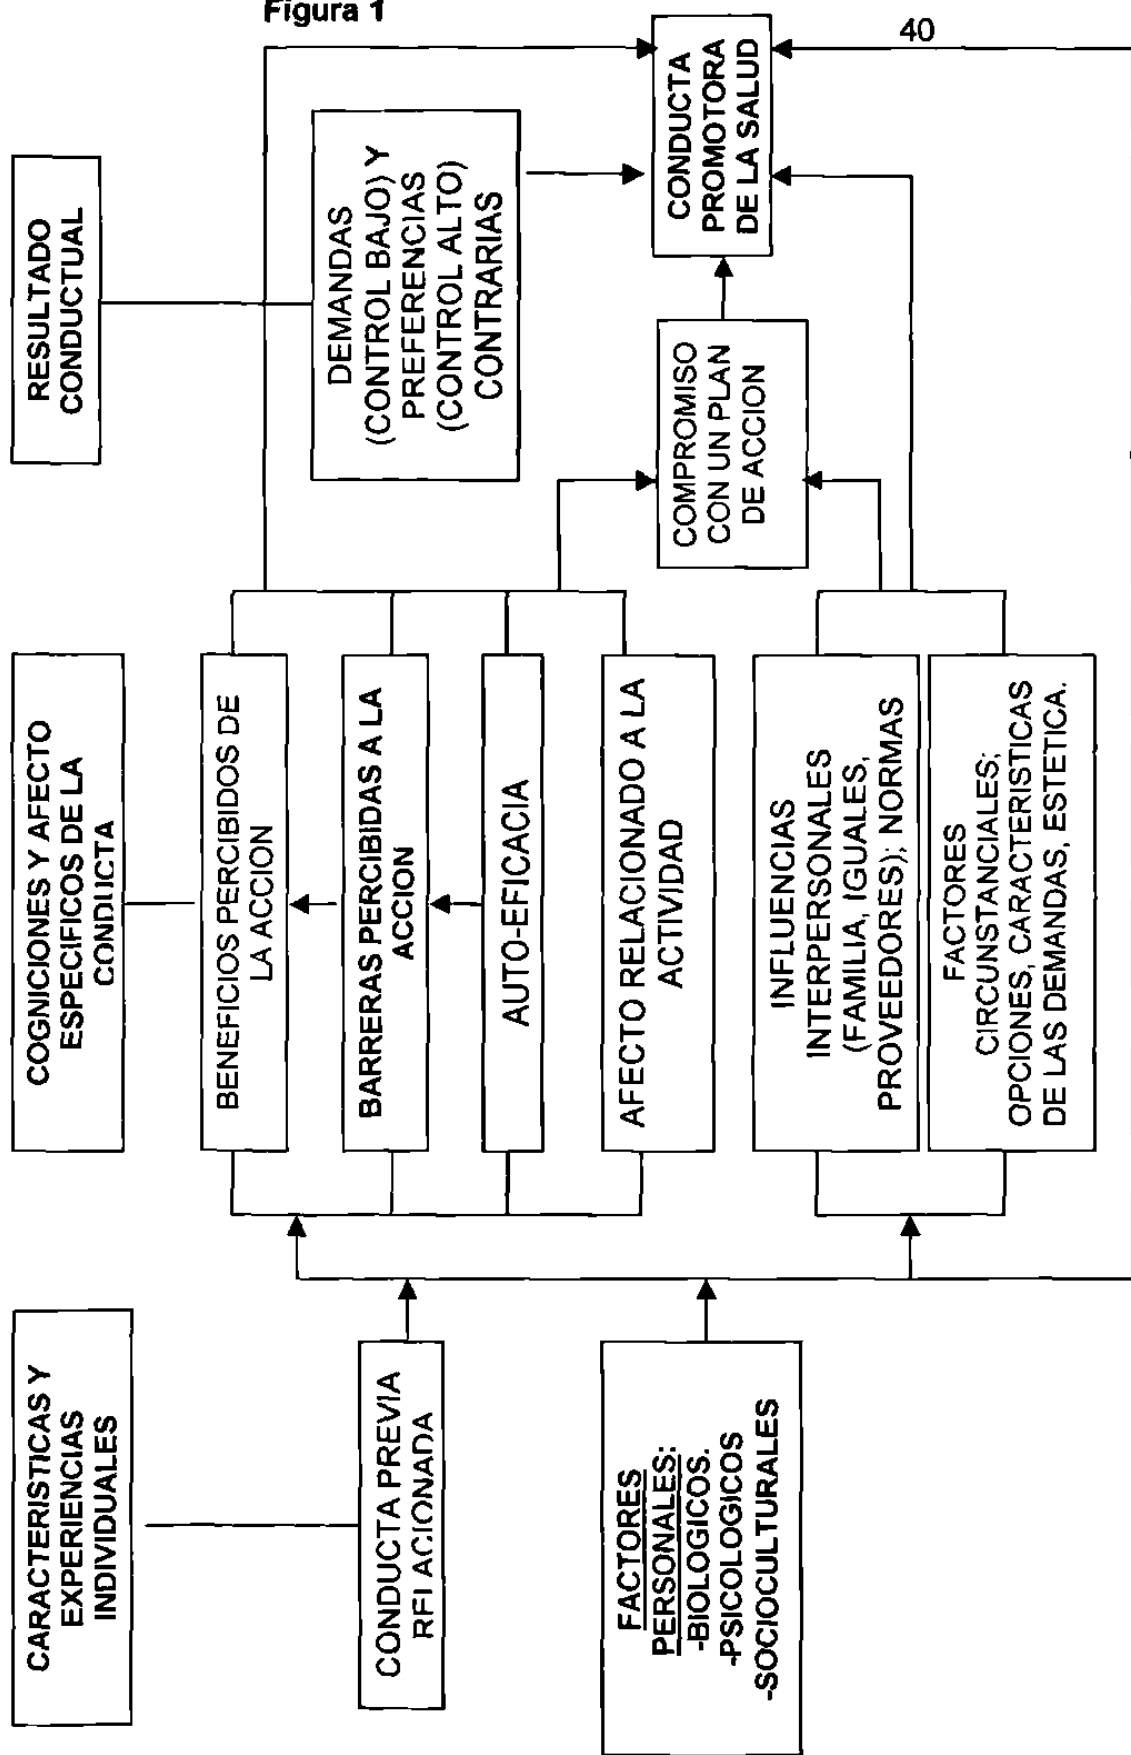 Figura 1
40
CARACTERISTICAS Y
EXPERIENCIAS
INDIVIDUALES
CONDUCTA PREVIA
RELACIONADA
FACTORES
PERSONALES:
-BIOLOGICOS.
-PSICOLOGICOS
-SOCIOCULTURALES
COGNICIONES Y AFECTO
ESPECIFICOS DE LA
CONDUCTA
BENEFICIOS PERCIBIDOS DE
LA ACCION
BARRERAS PERCIBIDAS A LA
ACCION
AUTO-EFICACIA
AFECTO RELACIONADO A LA
ACTIVIDAD
INFLUENCIAS
INTERPERSONALES
(FAMILIA, IGUALES,
PROVEEDORES); NORMAS
FACTORES
CIRCUNSTANCIALES;
OPCIONES, CARACTERISTICAS
DE LAS DEMANDAS, ESTETICA.
RESULTADO
CONDUCTUAL
DEMANDAS
(CONTROL BAJO) Y
PREFERENCIAS
(CONTROL ALTO)
CONTRARIAS
COMPROMISO
CON UN PLAN
DE ACCION
CONDUCTA
PROMOTORA
DE LA SALUD